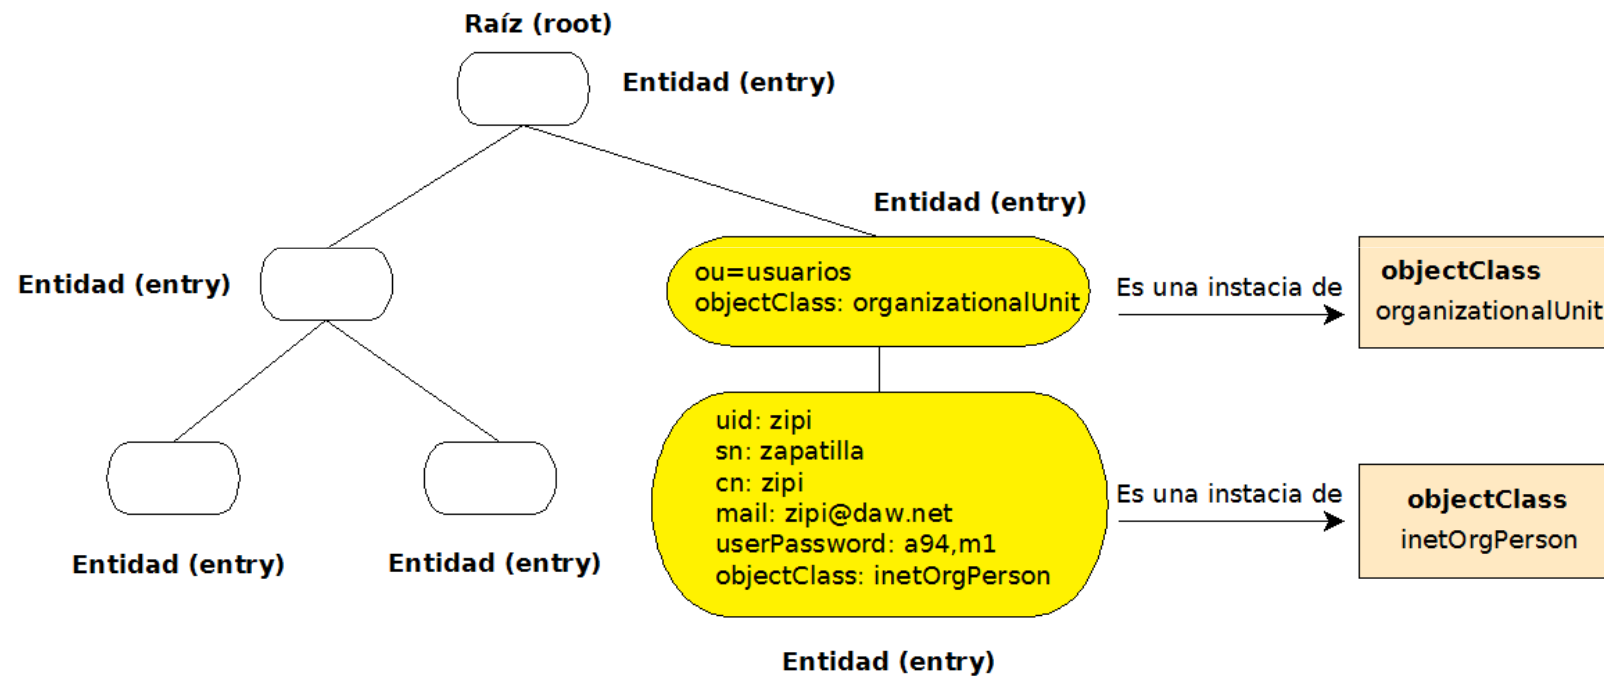 Raíz (root)
Entidad (entry)
Entidad (entry)
ou=usuarios
objectClass: organizationalUnit
Es una instacia de
objectClass
organizationalUnit
Entidad (entry)
uid: zipi
sn: zapatilla
cn: zipi
mail: zipi@daw.net
userPassword: a94,m1
objectClass: inetOrgPerson
Es una instacia de
objectClass
inetOrgPerson
Entidad (entry)
Entidad (entry)
Entidad (entry)